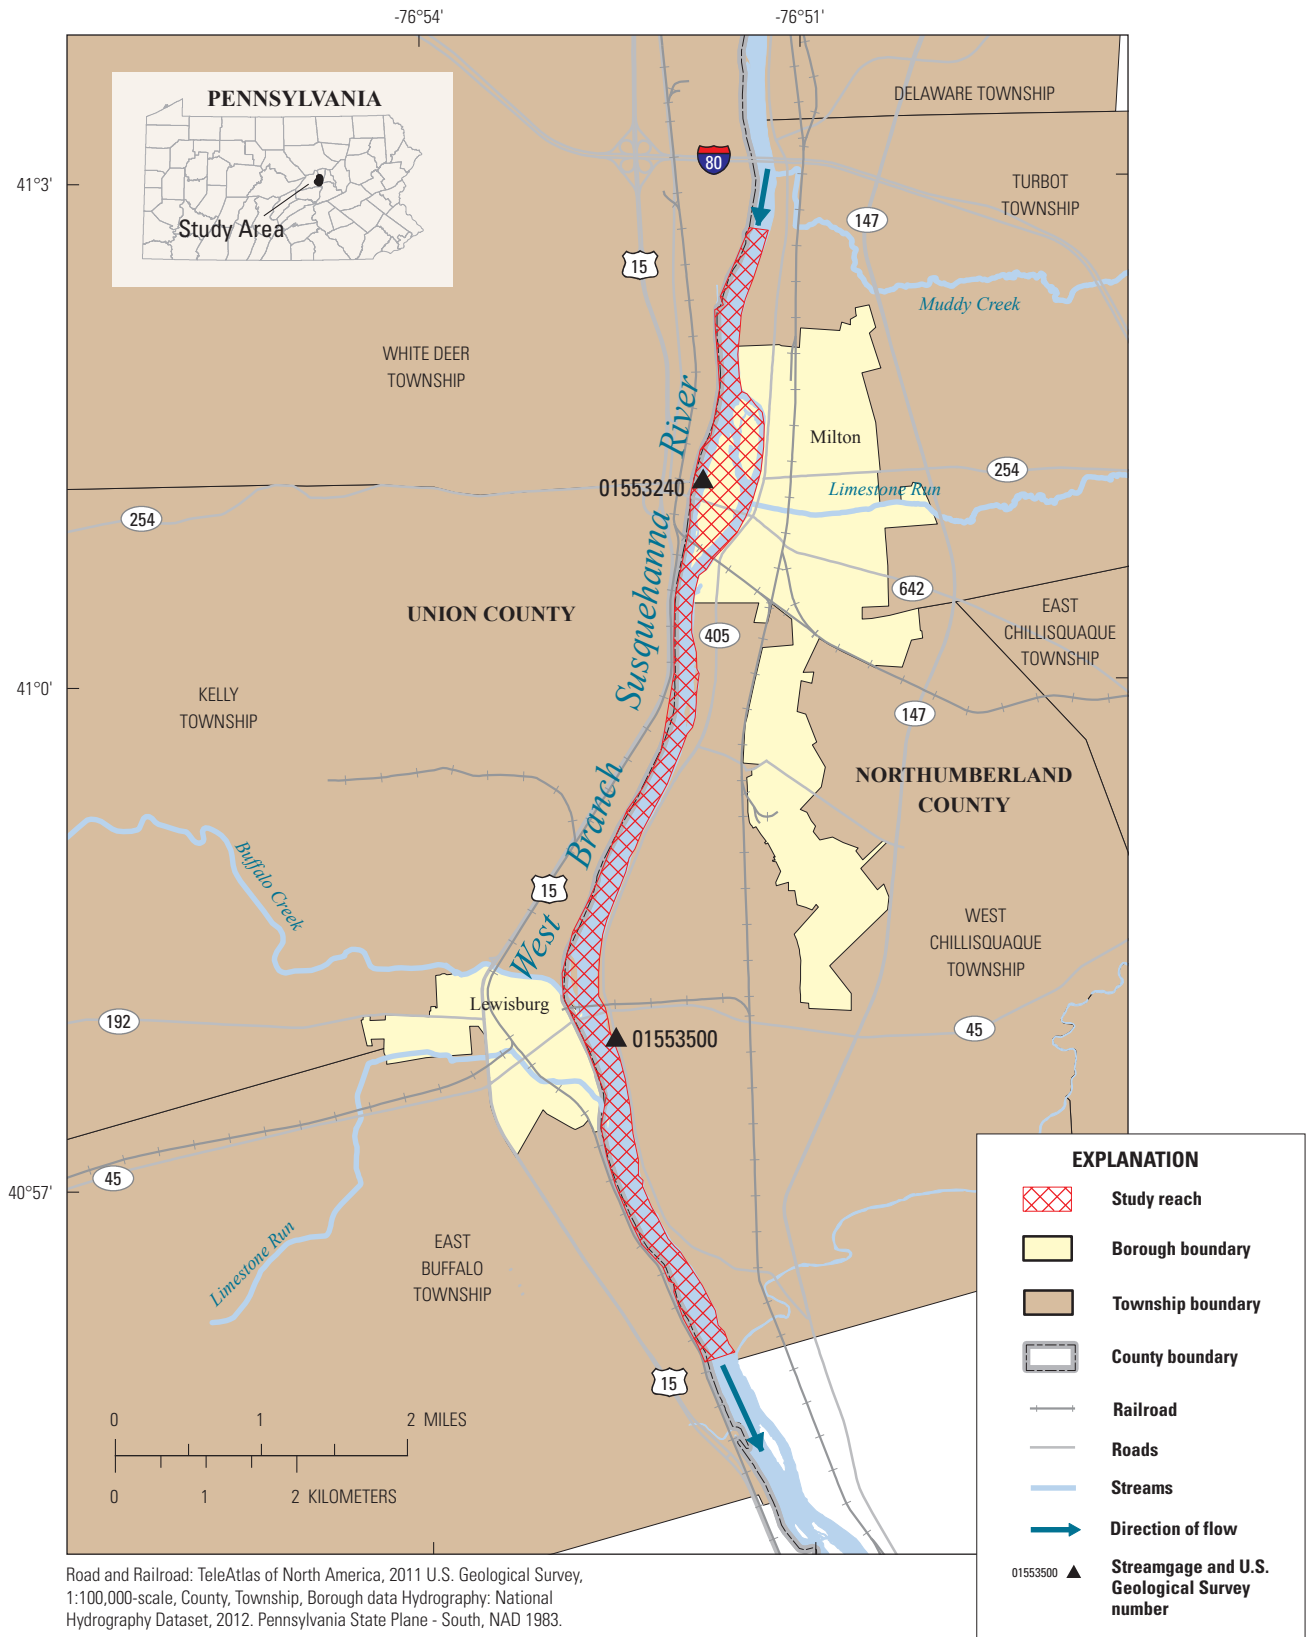 -76°54'
-76°51'
PENNSYLVANIA
Study Area
DELAWARE TOWNSHIP
80
41°3'
TURBOT
TOWNSHIP
147
15
Muddy Creek
WHITE DEER
TOWNSHIP
River
Milton
254
01553240
Limestone Run
254
Susquehanna
642
UNION COUNTY
EAST
CHILLISQUAQUE
TOWNSHIP
405
41°0'
KELLY
TOWNSHIP
147
NORTHUMBERLAND
COUNTY
Branch
Buffalo Creek
15
West
WEST
CHILLISQUAQUE
TOWNSHIP
Lewisburg
192
45
01553500
45
40°57'
Limestone Run
EAST
BUFFALO
TOWNSHIP
15
0 1 2 MILES
0 1 2 KILOMETERS
EXPLANATION
Study reach
Borough boundary
Township boundary
County boundary
Railroad
Roads
Streams
Direction of flow
01553500
Streamgage and U.S.
Geological Survey
number
Road and Railroad: TeleAtlas of North America, 2011 U.S. Geological Survey,
1:100,000-scale, County, Township, Borough data Hydrography: National
Hydrography Dataset, 2012. Pennsylvania State Plane - South, NAD 1983.